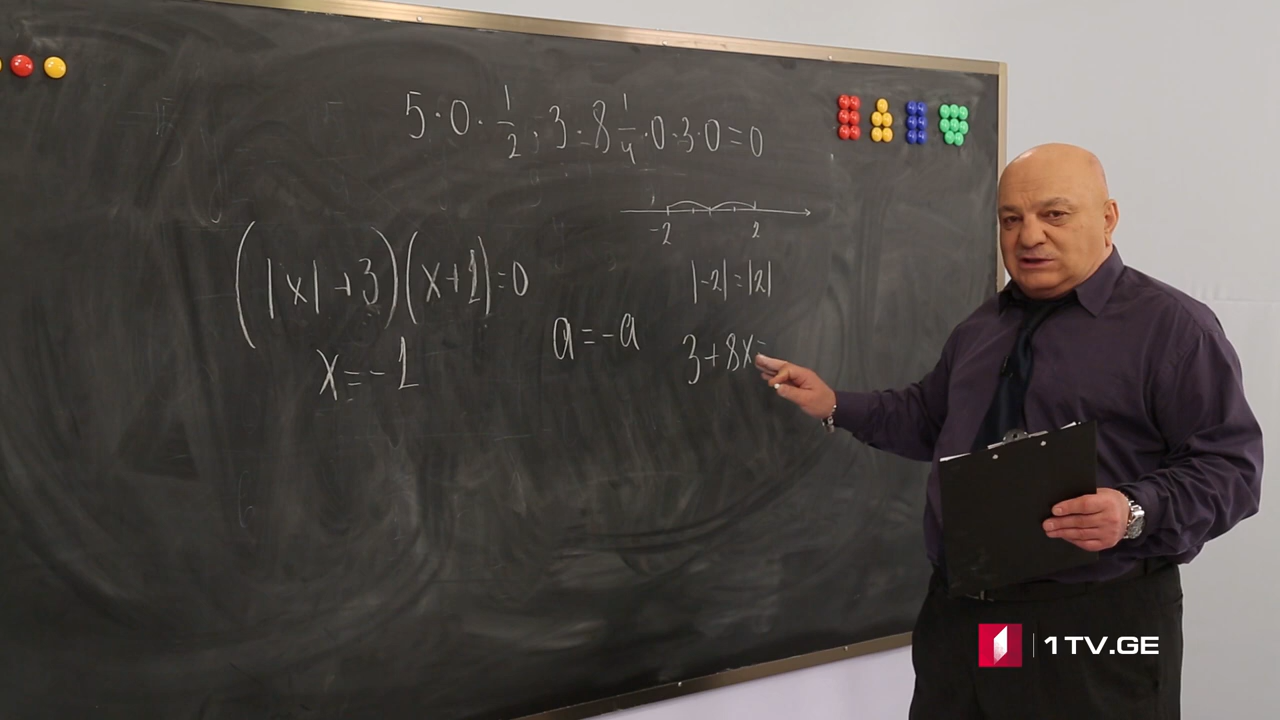 5·0·1/2·3·8 1/4·0·3·0=0
-2 2
(|x|+3)(x+1)=0
|-2|=|2|
x=-1
a=-a
3+8x=
1TV.GE